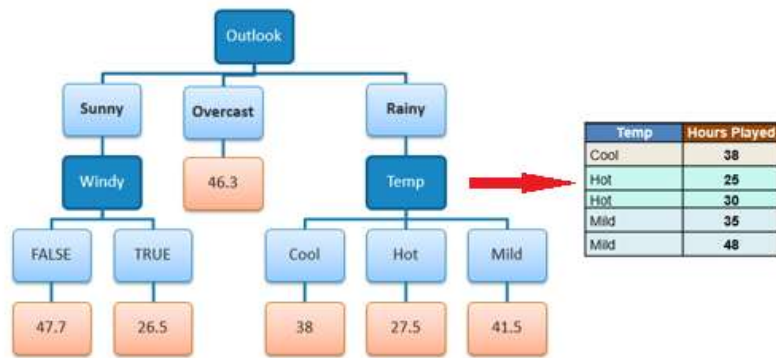 Outlook
Sunny Overcast Rainy
Windy 46.3 Temp
FALSE TRUE Cool Hot Mild
47.7 26.5 38 27.5 41.5
Temp Hours Played
Cool 38
Hot 25
Hot 30
Mild 35
Mild 48